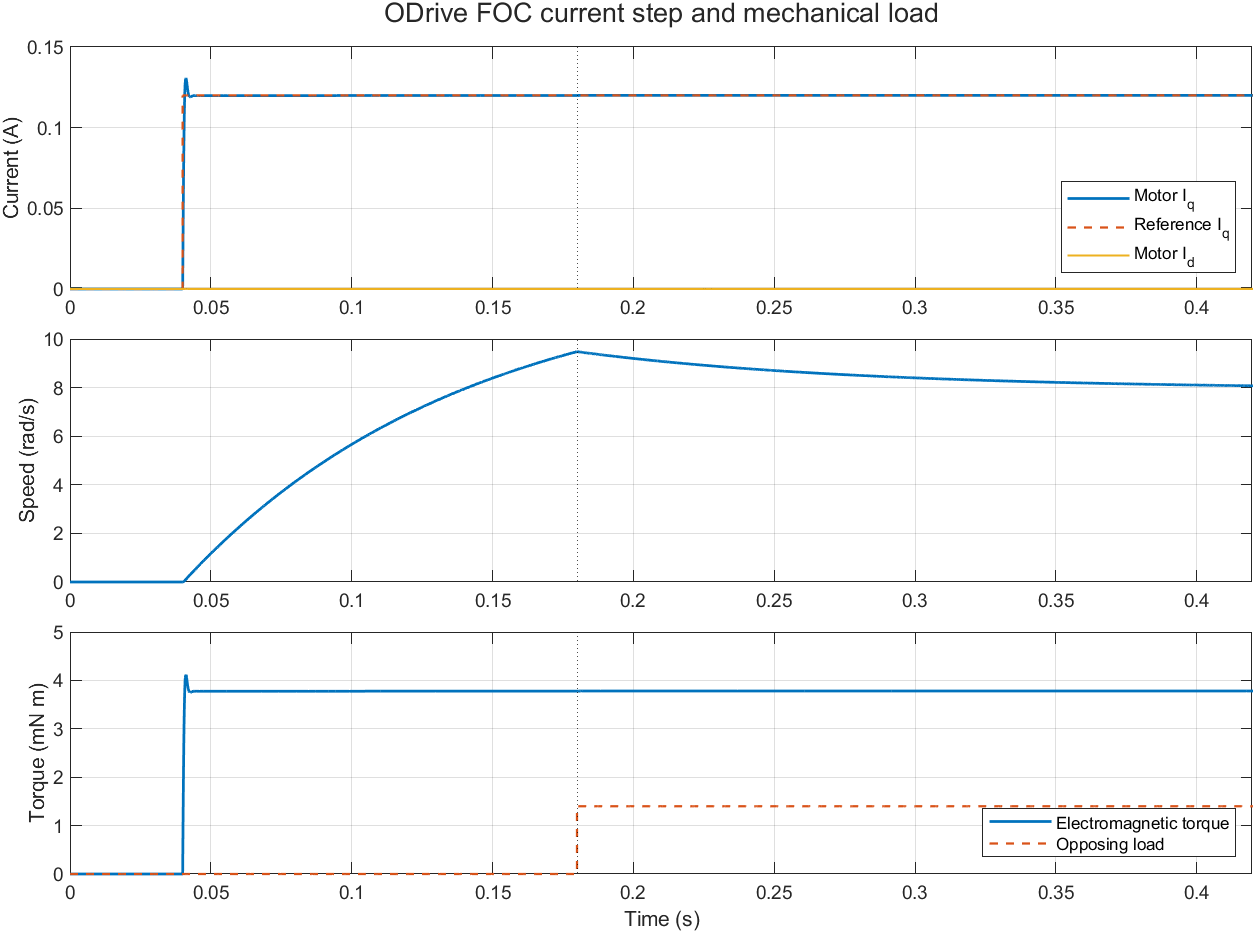 ODrive FOC current step and mechanical load
0.15
0.1
0.05
0
Current (A)
Motor I_q
Reference I_q
Motor I_d
0 0.05 0.1 0.15 0.2 0.25 0.3 0.35 0.4
10
8
6
4
2
0
Speed (rad/s)
0 0.05 0.1 0.15 0.2 0.25 0.3 0.35 0.4
5
4
3
2
1
0
Torque (mN m)
Electromagnetic torque
Opposing load
0 0.05 0.1 0.15 0.2 0.25 0.3 0.35 0.4
Time (s)